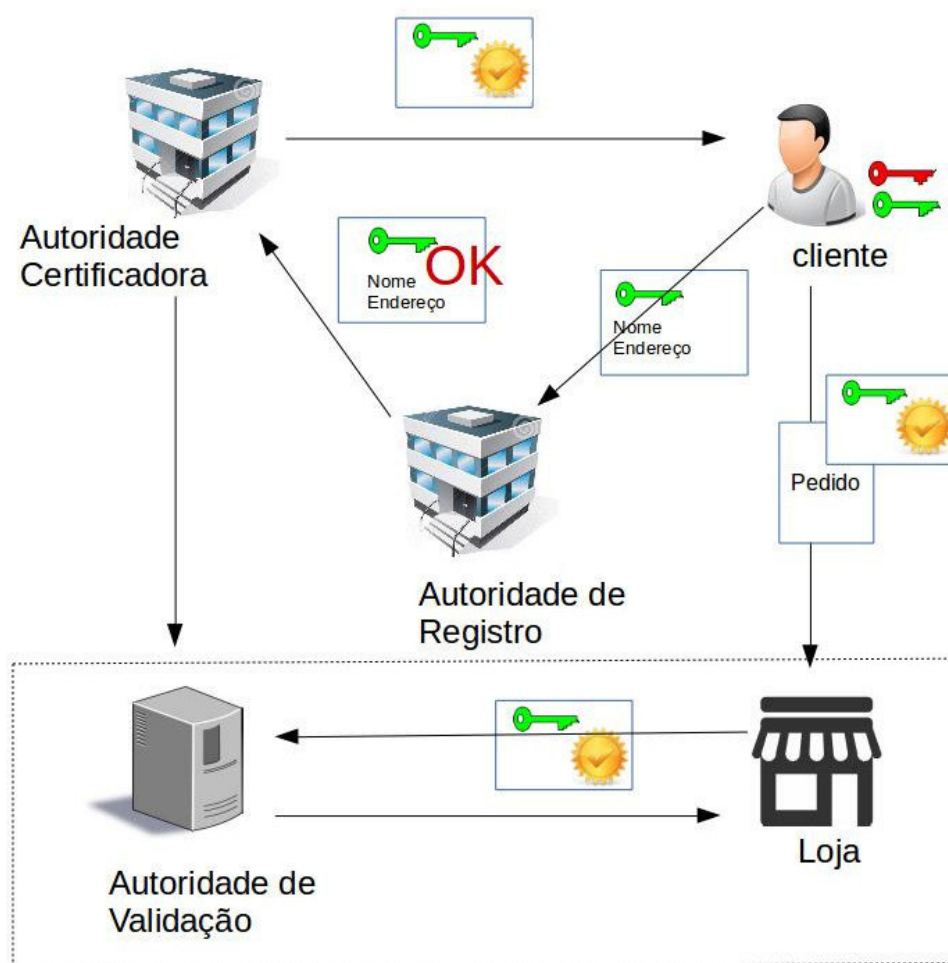 Autoridade
Certificadora
cliente
Nome
Endereço
OK
Nome
Endereço
Pedido
Autoridade de
Registro
Loja
Autoridade de
Validação